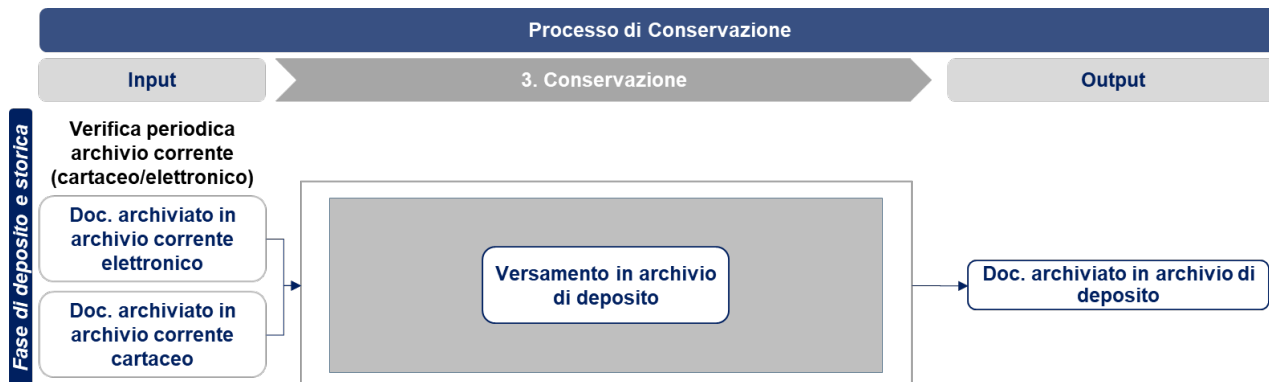 Processo di Conservazione
Input
3. Conservazione
Output
Fase di deposito e storica
Verifica periodica
archivio corrente
(cartaceo/elettronico)
Doc. archiviato in
archivio corrente
elettronico
Doc. archiviato in
archivio corrente
cartaceo
Versamento in archivio
di deposito
Doc. archiviato in archivio di
deposito